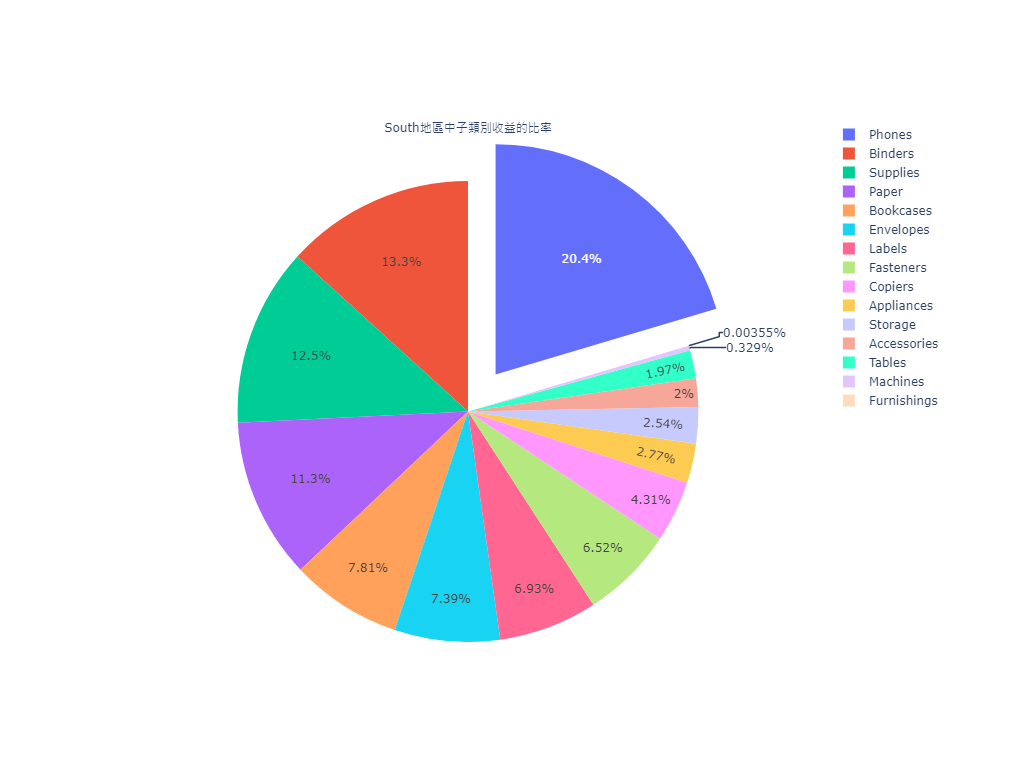 South地區中子類別收益的比率
20.4%
13.3%
12.5%
11.3%
7.81%
7.39%
6.93%
6.52%
4.31%
2.77%
2.54%
2%
1.97%
0.329%
0.00355%
Phones
Binders
Supplies
Paper
Bookcases
Envelopes
Labels
Fasteners
Copiers
Appliances
Storage
Accessories
Tables
Machines
Furnishings